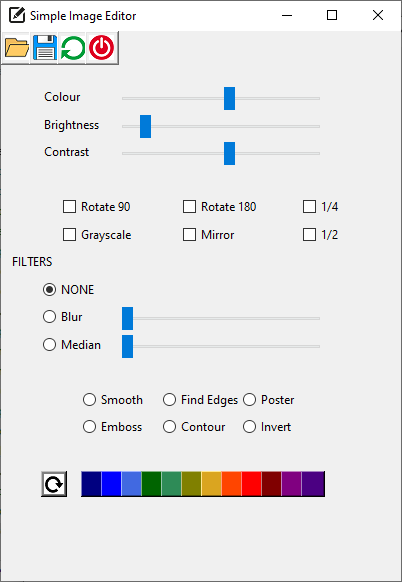 Simple Image Editor
Colour
Brightness
Contrast
Rotate 90 Rotate 180 1/4
Grayscale Mirror 1/2
FILTERS
NONE
Blur
Median
Smooth Find Edges Poster
Emboss Contour Invert